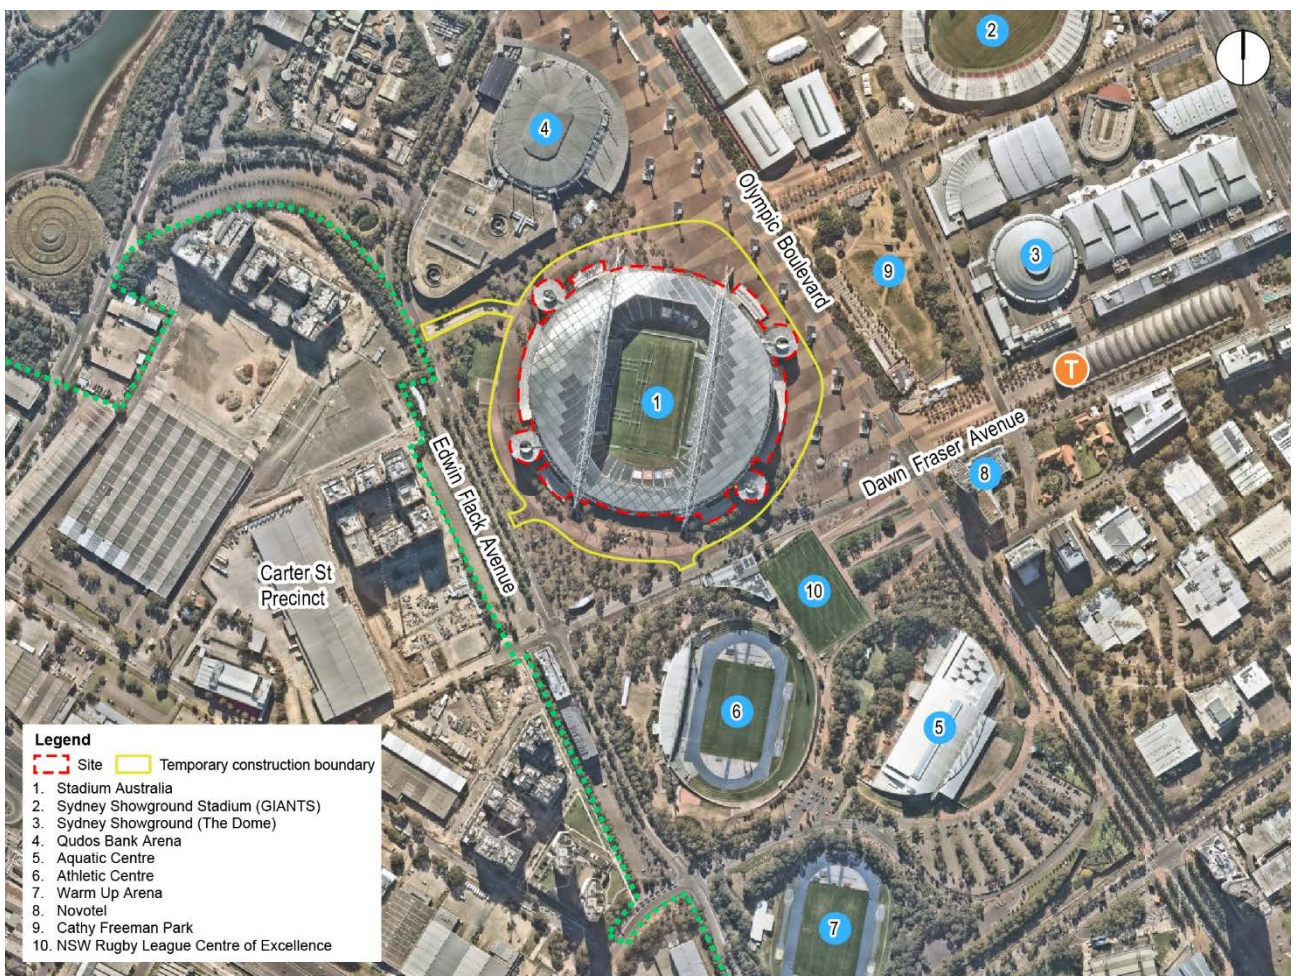 2
4
Olympic Boulevard
3
9
T
1
Dawn Fraser Avenue
8
Edwin Flack Avenue
Carter St
Precinct
10
6
5
7
Legend
Site
Temporary construction boundary
1. Stadium Australia
2. Sydney Showground Stadium (GIANTS)
3. Sydney Showground (The Dome)
4. Qudos Bank Arena
5. Aquatic Centre
6. Athletic Centre
7. Warm Up Arena
8. Novotel
9. Cathy Freeman Park
10. NSW Rugby League Centre of Excellence